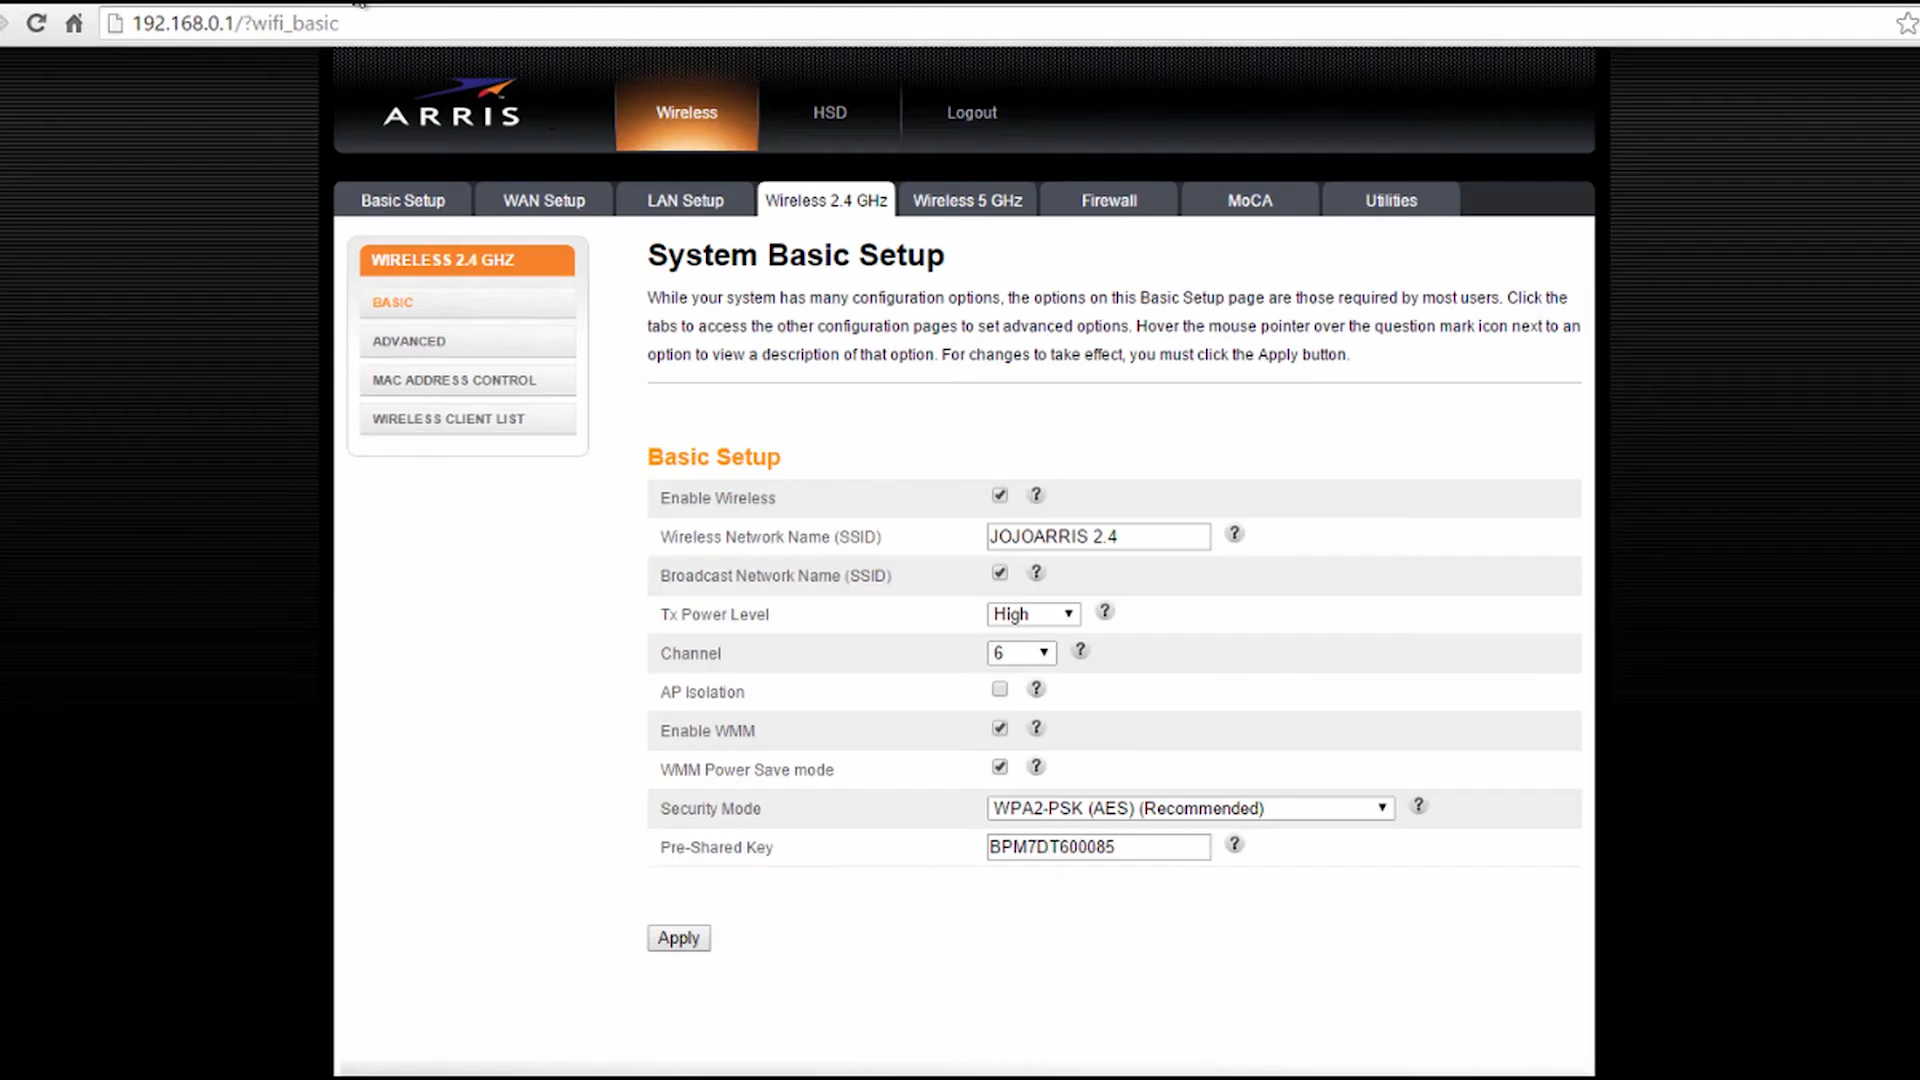 192.168.0.1/?wifi_basic
ARRIS
Wireless
HSD
Logout
Basic Setup
WAN Setup
LAN Setup
Wireless 2.4 GHz
Wireless 5 GHz
Firewall
MoCA
Utilities
WIRELESS 2.4 GHZ
BASIC
ADVANCED
MAC ADDRESS CONTROL
WIRELESS CLIENT LIST
System Basic Setup
While your system has many configuration options, the options on this Basic Setup page are those required by most users. Click the
tabs to access the other configuration pages to set advanced options. Hover the mouse pointer over the question mark icon next to an
option to view a description of that option. For changes to take effect, you must click the Apply button.
Basic Setup
Enable Wireless ?
Wireless Network Name (SSID) JOJOARRIS 2.4 ?
Broadcast Network Name (SSID) ?
Tx Power Level High ?
Channel 6 ?
AP Isolation ?
Enable WMM ?
WMM Power Save mode ?
Security Mode WPA2-PSK (AES) (Recommended) ?
Pre-Shared Key BPM7DT600085 ?
Apply